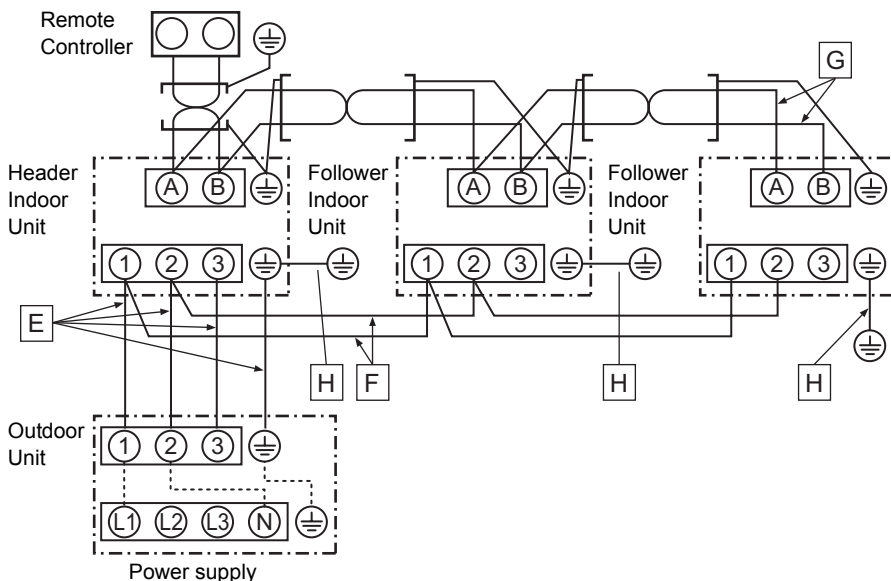 Remote
Controller
G
Header
Indoor
Unit
A B
Follower
Indoor
Unit
A B
Follower
Indoor
Unit
A B
1 2 3
1 2 3
1 2 3
E
H
F
H
H
Outdoor
Unit
1 2 3
L1 L2 L3 N
Power supply